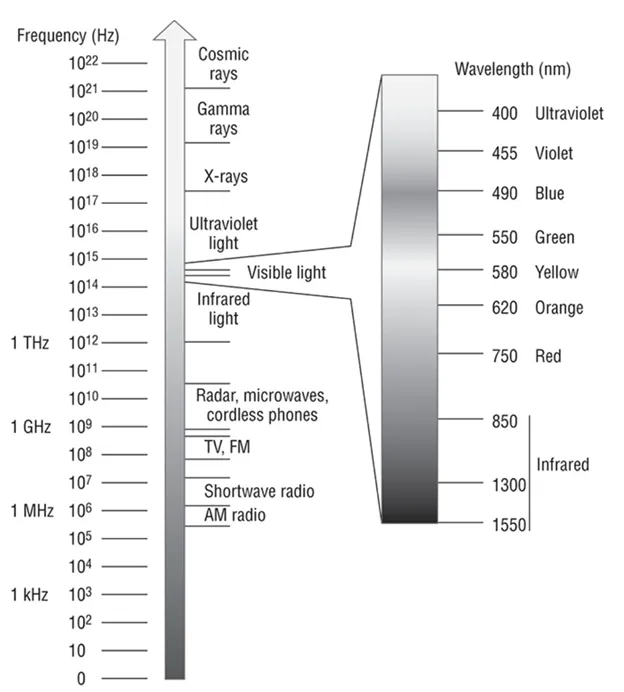 Frequency (Hz)
10²²
10²¹
10²⁰
10¹⁹
10¹⁸
10¹⁷
10¹⁶
10¹⁵
10¹⁴
10¹³
1 THz 10¹²
10¹¹
10¹⁰
1 GHz 10⁹
10⁸
10⁷
1 MHz 10⁶
10⁵
10⁴
1 kHz 10³
10²
10
0
Cosmic
rays
Gamma
rays
X-rays
Ultraviolet
light
Visible light
Infrared
light
Radar, microwaves,
cordless phones
TV, FM
Shortwave radio
AM radio
Wavelength (nm)
400 Ultraviolet
455 Violet
490 Blue
550 Green
580 Yellow
620 Orange
750 Red
850
Infrared
1300
1550